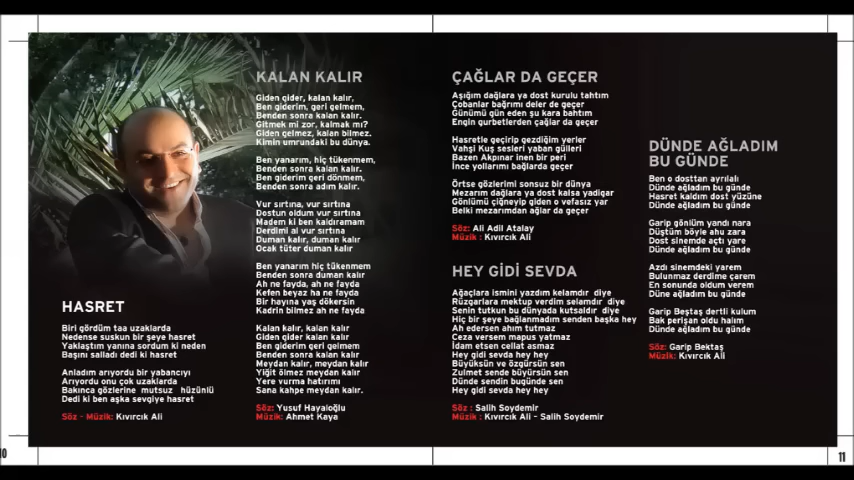 HASRET
Biri gördüm taa uzaklarda
Nedense suskun bir şeye hasret
Yaklaştım yanına sordum ki neden
Başını salladı dedi ki hasret
Anladım arıyordu bir yabancıyı
Arıyordu onu çok uzaklarda
Bakınca gözlerine mutsuz hüzünlü
Dedi ki ben aşka sevgiye hasret
Söz - Müzik: Kıvırcık Ali
KALAN KALIR
Giden gider, kalan kalır,
Ben giderim, geri gelmem,
Benden sonra kalan kalır.
Gitmek mi zor, kalmak mı?
Giden gelmez, kalan bilmez.
Kimin umrundaki bu dünya.
Ben yanarım, hiç tükenmem,
Benden sonra kalan kalır.
Ben giderim geri dönmem,
Benden sonra adım kalır.
Vur sırtına, vur sırtına
Dostun oldum vur sırtına
Madem ki ben kaldıramam
Derdimi al vur sırtına
Duman kalır, duman kalır
Ocak tüter duman kalır
Ben yanarım hiç tükenmem
Benden sonra duman kalır
Ah ne fayda, ah ne fayda
Kefen beyaz ha ne fayda
Bir hayına yaş dökersin
Kadrin bilmez ah ne fayda
Kalan kalır, kalan kalır
Giden gider kalan kalır
Ben giderim geri gelmem
Benden sonra kalan kalır
Meydan kalır, meydan kalır
Yiğit ölmez meydan kalır
Yere vurma hatırımı
Sana kahpe meydan kalır.
Söz: Yusuf Hayaloğlu
Müzik: Ahmet Kaya
ÇAĞLAR DA GEÇER
Aşığım dağlara ya dost kurulu tahtım
Çobanlar bağrımı deler de geçer
Günümü gün eden şu kara bahtım
Engin gurbetlerden çağlar da geçer
Hasretle geçirip gezdiğim yerler
Vahşi Kuş sesleri yaban gülleri
Bazen Akpınar inen bir peri
İnce yollarımı bağlarda geçer
Örtse gözlerimi sonsuz bir dünya
Mezarım dağlara ya dost kalsa yadigar
Gönlümü çiğneyip giden o vefasız yar
Belki mezarımdan ağlar da geçer
Söz: Ali Adil Atalay
Müzik : Kıvırcık Ali
HEY GİDİ SEVDA
Ağaçlara ismini yazdım kelamdır diye
Rüzgarlara mektup verdim selamdır diye
Senin tutkun bu dünyada kutsaldır diye
Hiç bir şeye bağlanmadım senden başka hey
Ah edersen ahım tutmaz
Ceza versem mapus yatmaz
İdam etsen cellat asmaz
Hey gidi sevda hey hey
Büyüksün ve özgürsün sen
Zulmet sende büyürsün sen
Dünde sendin bugünde sen
Hey gidi sevda hey hey
Söz : Salih Soydemir
Müzik : Kıvırcık Ali - Salih Soydemir
DÜNDE AĞLADIM
BU GÜNDE
Ben o dosttan ayrılalı
Dünde ağladım bu günde
Hasret kaldım dost yüzüne
Dünde ağladım bu günde
Garip gönlüm yandı nara
Düştüm böyle ahu zara
Dost sinemde açtı yare
Dünde ağladım bu günde
Azdı sinemdeki yarem
Bulunmaz derdime çarem
En sonunda oldum verem
Düne ağladım bu günde
Garip Beştaş dertli kulum
Bak perişan oldu halım
Dünde ağladım bu günde
Söz: Garip Bektaş
Müzik: Kıvırcık Ali
10
11